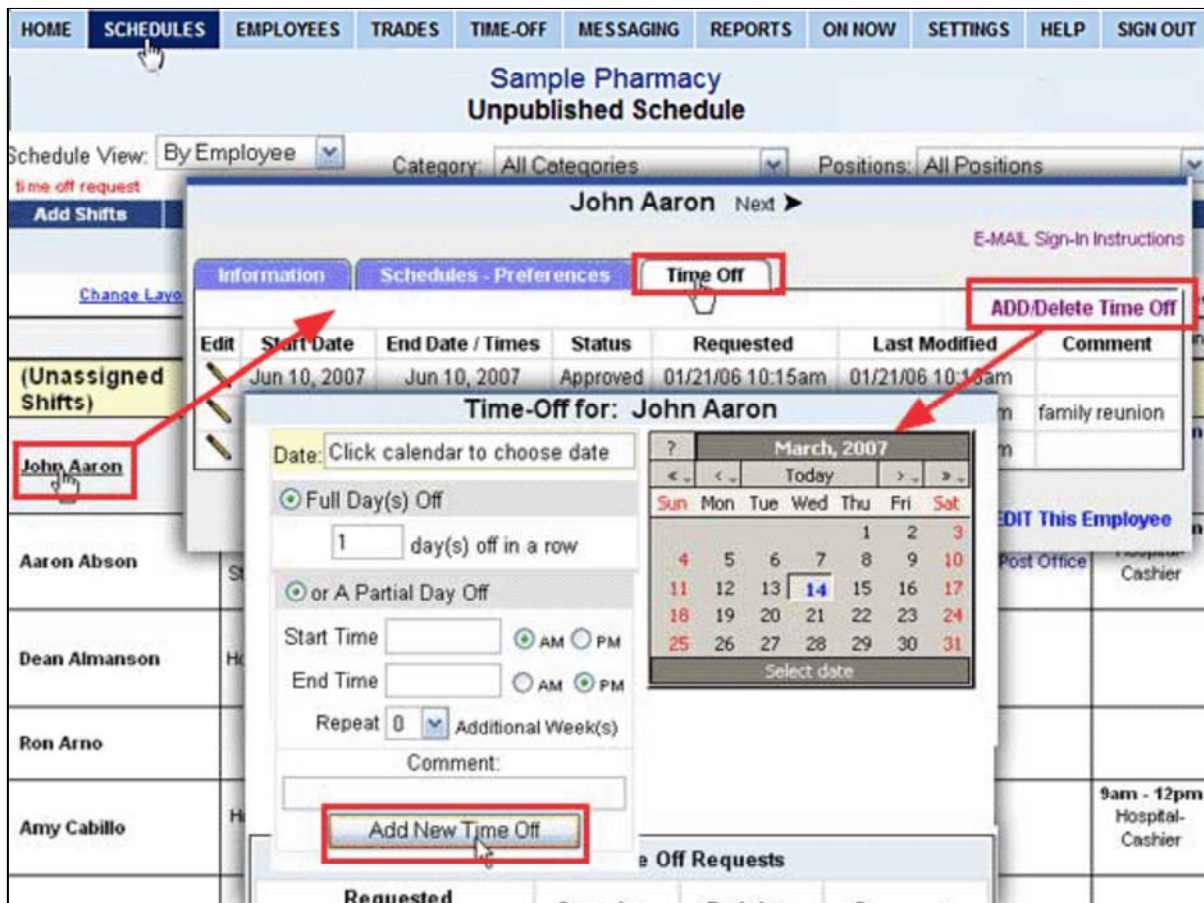 HOME SCHEDULES EMPLOYEES TRADES TIME-OFF MESSAGING REPORTS ON NOW SETTINGS HELP SIGN OUT
Sample Pharmacy
Unpublished Schedule
Schedule View: By Employee Category: All Categories Positions: All Positions
time off request
Add Shifts
John Aaron Next
E-MAIL Sign-In Instructions
Information Schedules - Preferences Time Off
Change Layo
ADD/Delete Time Off
Edit Start Date End Date / Times Status Requested Last Modified Comment
(Unassigned
Shifts)
Jun 10, 2007 Jun 10, 2007 Approved 01/21/06 10:15am 01/21/06 10:15am
family reunion
John Aaron
EDIT This Employee
Time-Off for: John Aaron
Date: Click calendar to choose date
Full Day(s) Off
1 day(s) off in a row
or A Partial Day Off
Start Time AM PM
End Time AM PM
Repeat 0 Additional Week(s)
Comment:
Add New Time Off
? March, 2007
« ‹ Today › »
Sun Mon Tue Wed Thu Fri Sat
1 2 3
4 5 6 7 8 9 10
11 12 13 14 15 16 17
18 19 20 21 22 23 24
25 26 27 28 29 30 31
Select date
Aaron Abson
Post Office
Hospital-
Cashier
Dean Almanson
Ron Arno
Amy Cabillo
9am - 12pm
Hospital-
Cashier
Off Requests
Requested